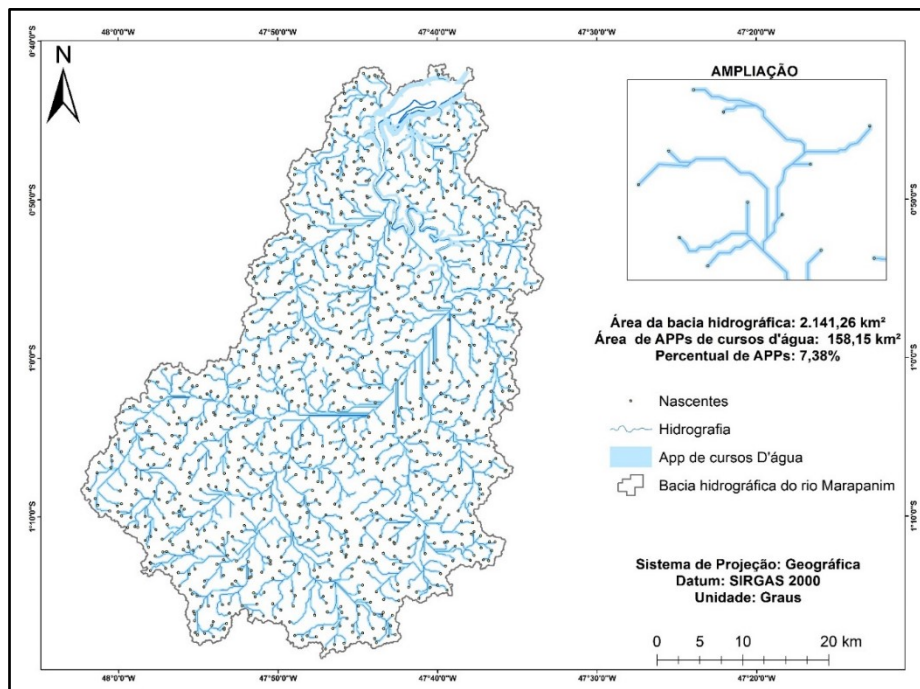 48°0'0"W 47°50'0"W 47°40'0"W 47°30'0"W 47°20'0"W
0°40'0"S
N
AMPLIAÇÃO
0°50'0"S 0°50'0"S
Área da bacia hidrográfica: 2.141,26 km²
Área de APPs de cursos d'água: 158,15 km²
Percentual de APPs: 7,38%
1°0'0"S 1°0'0"S
Nascentes
Hidrografia
App de cursos D'água
Bacia hidrográfica do rio Marapanim
1°10'0"S 1°10'0"S
Sistema de Projeção: Geográfica
Datum: SIRGAS 2000
Unidade: Graus
0 5 10 20 km
48°0'0"W 47°50'0"W 47°40'0"W 47°30'0"W 47°20'0"W